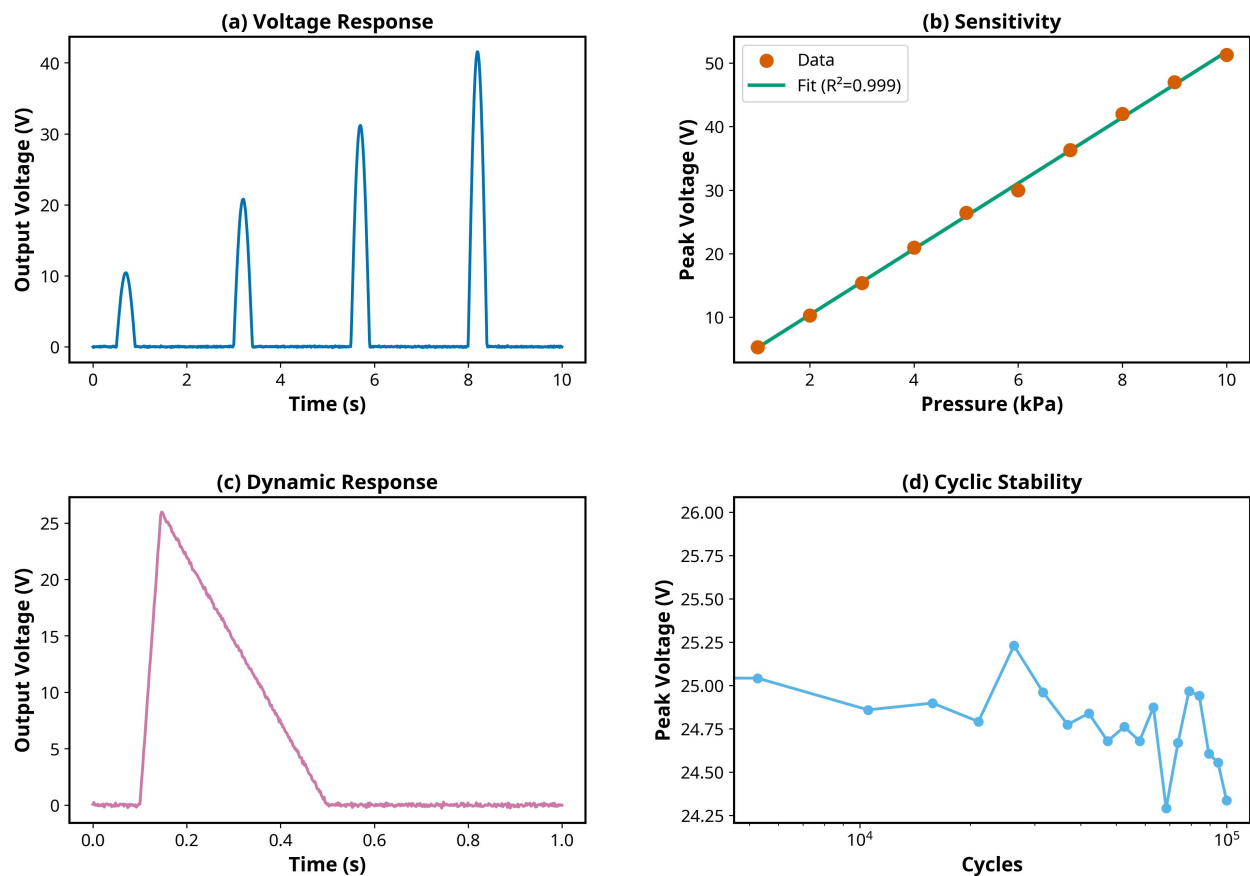 (a) Voltage Response
Output Voltage (V)
40
30
20
10
0
0 2 4 6 8 10
Time (s)
(b) Sensitivity
Peak Voltage (V)
50
40
30
20
10
Data
Fit (R²=0.999)
2 4 6 8 10
Pressure (kPa)
(c) Dynamic Response
Output Voltage (V)
25
20
15
10
5
0
0.0 0.2 0.4 0.6 0.8 1.0
Time (s)
(d) Cyclic Stability
Peak Voltage (V)
26.00
25.75
25.50
25.25
25.00
24.75
24.50
24.25
10⁴ 10⁵
Cycles